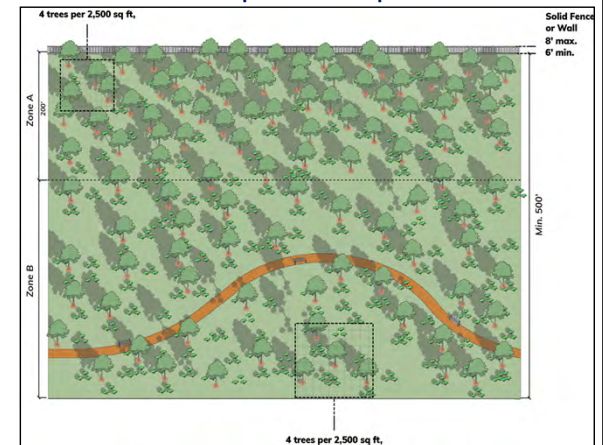 4 trees per 2,500 sq ft,
Solid Fence
or Wall
8' max.
6' min.
Zone A
200'
Min. 500'
Zone B
4 trees per 2,500 sq ft,